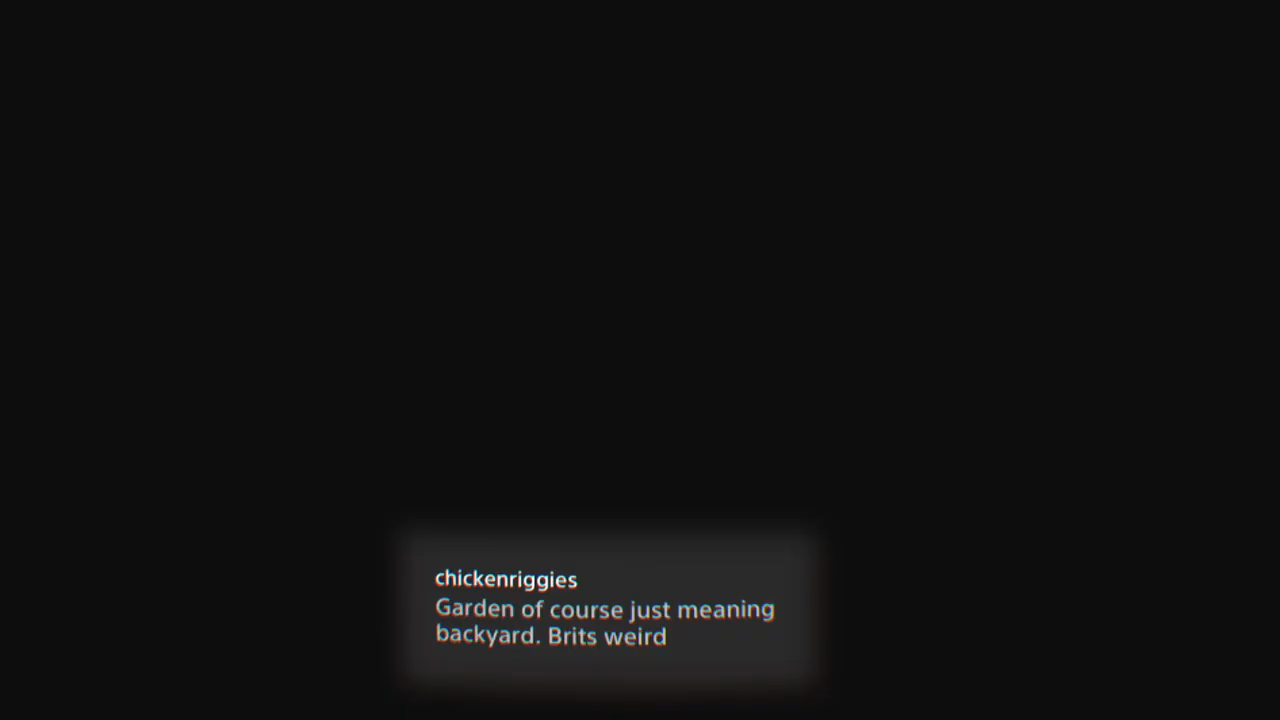 chickenriggies
Garden of course just meaning
backyard. Brits weird